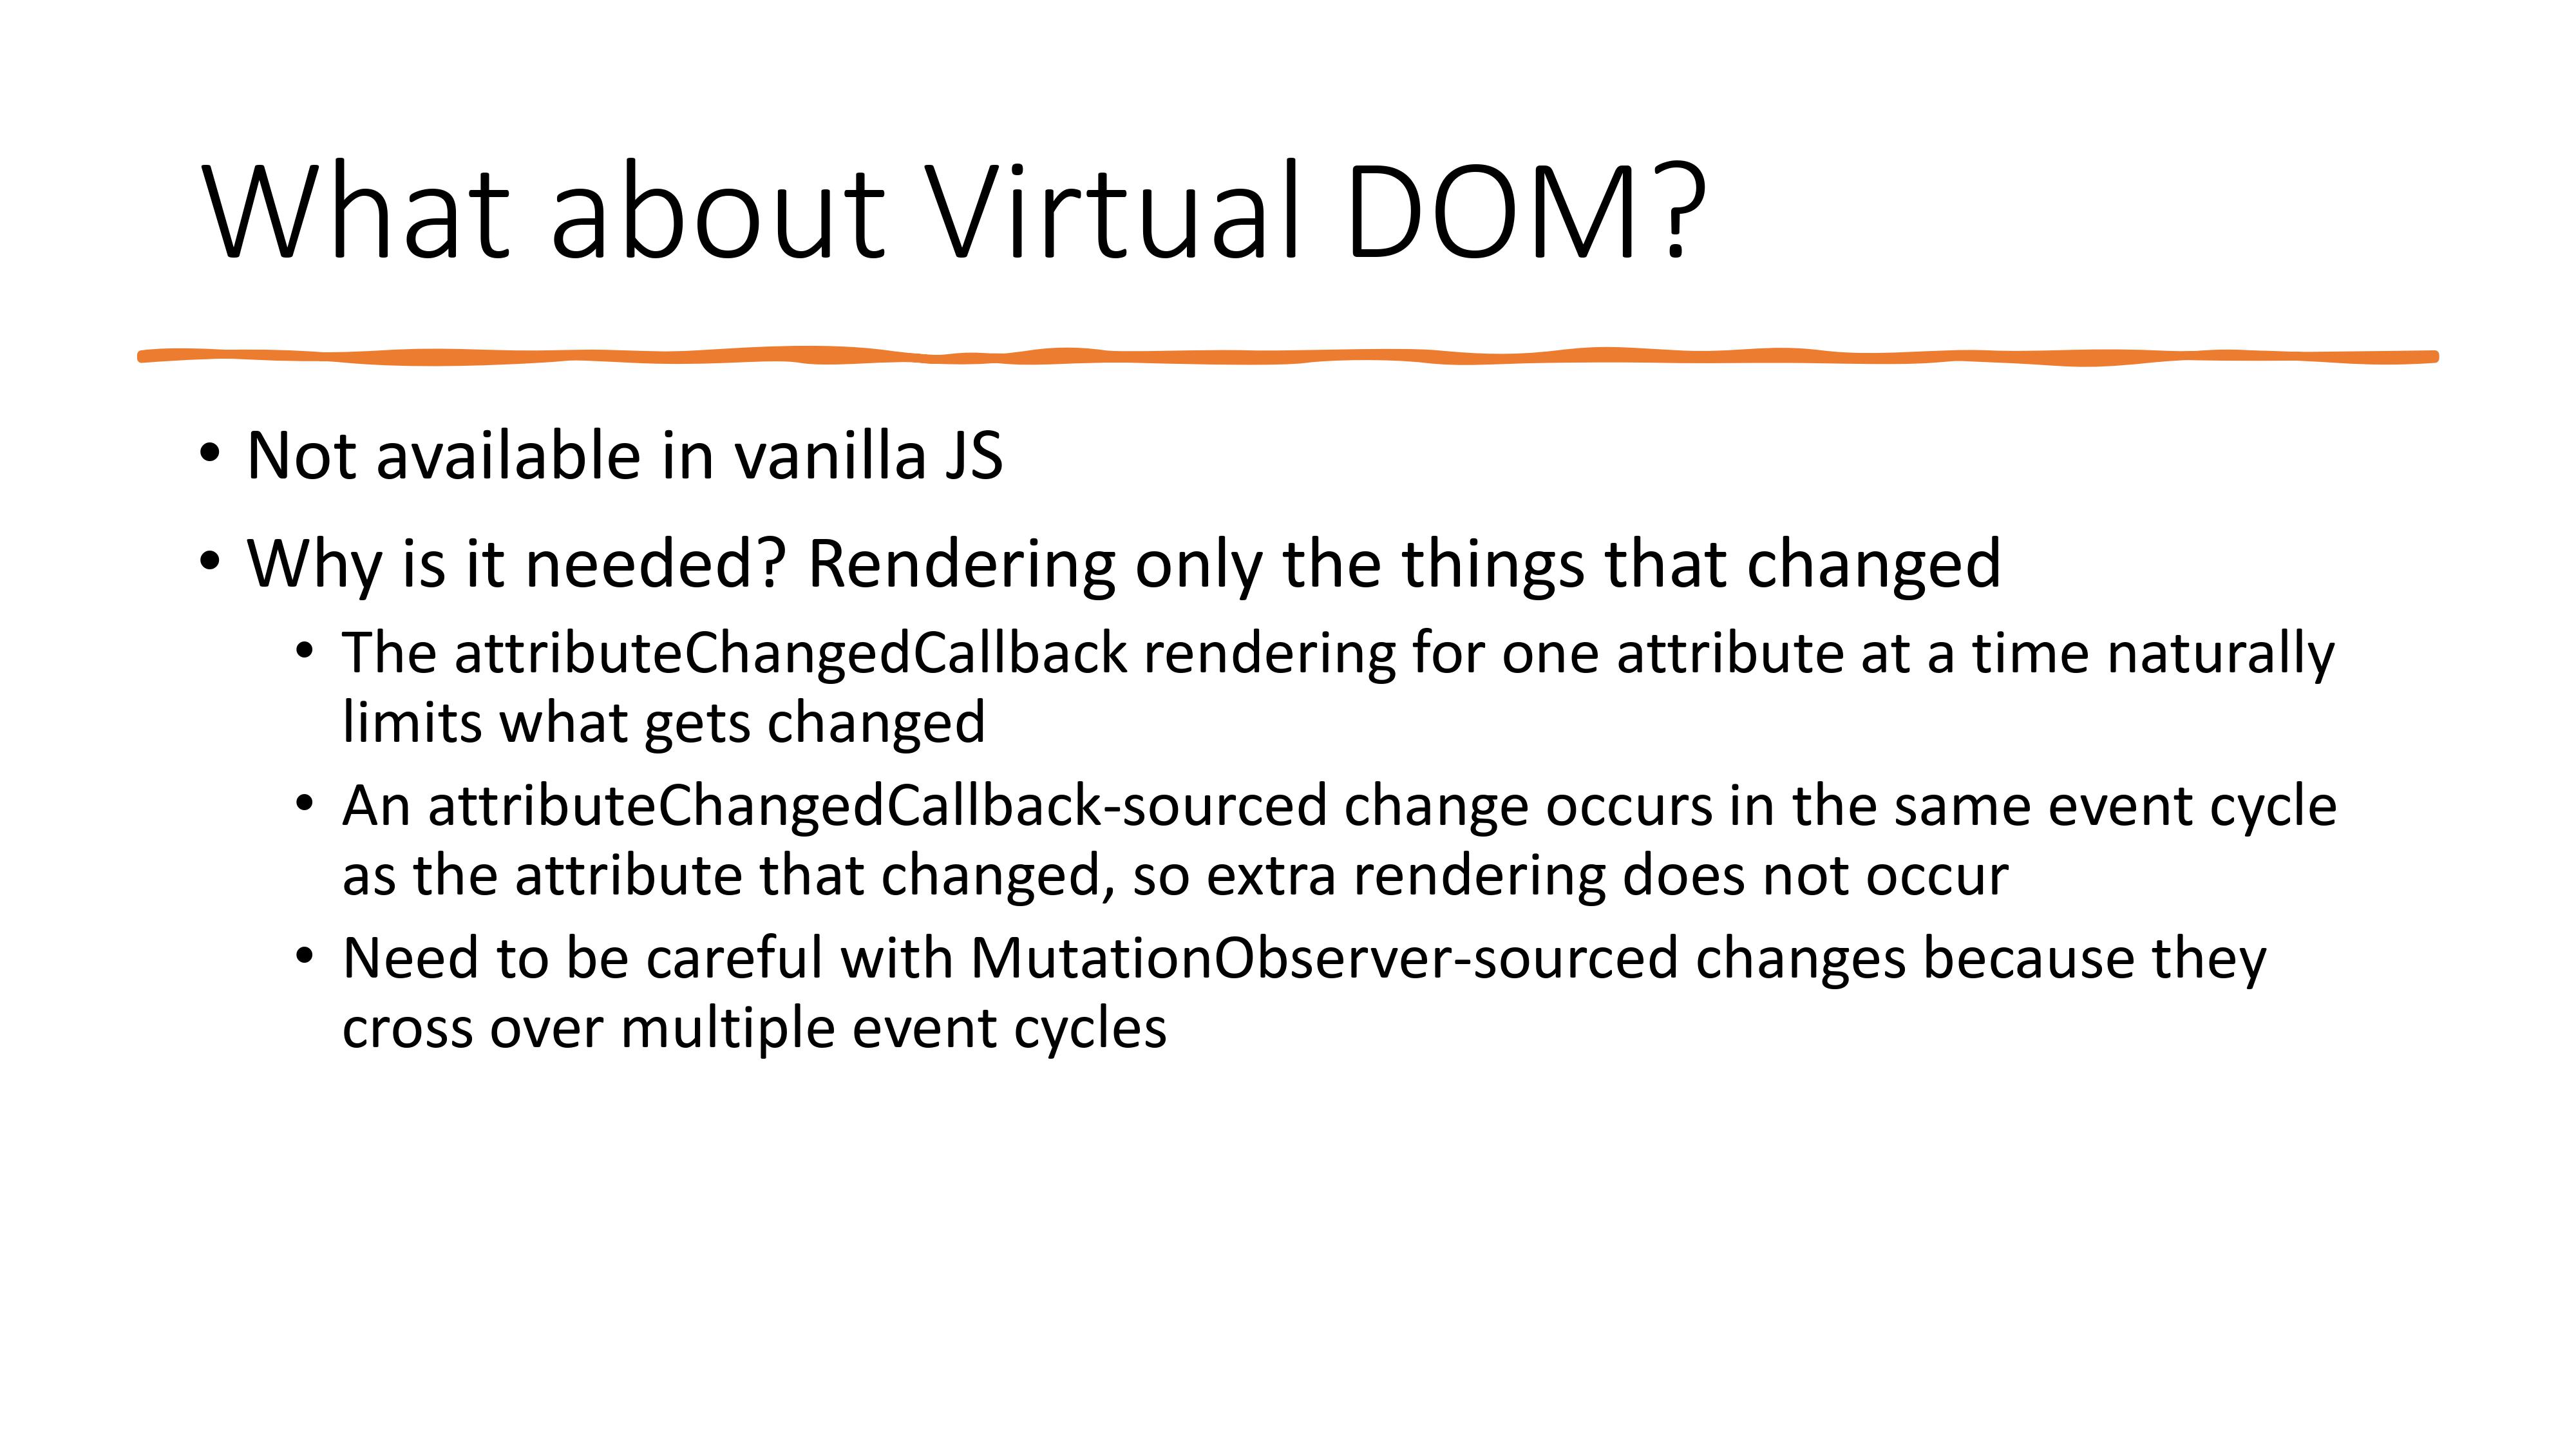 What about Virtual DOM?
• Not available in vanilla JS
• Why is it needed? Rendering only the things that changed
• The attributeChangedCallback rendering for one attribute at a time naturally
limits what gets changed
• An attributeChangedCallback-sourced change occurs in the same event cycle
as the attribute that changed, so extra rendering does not occur
• Need to be careful with MutationObserver-sourced changes because they
cross over multiple event cycles